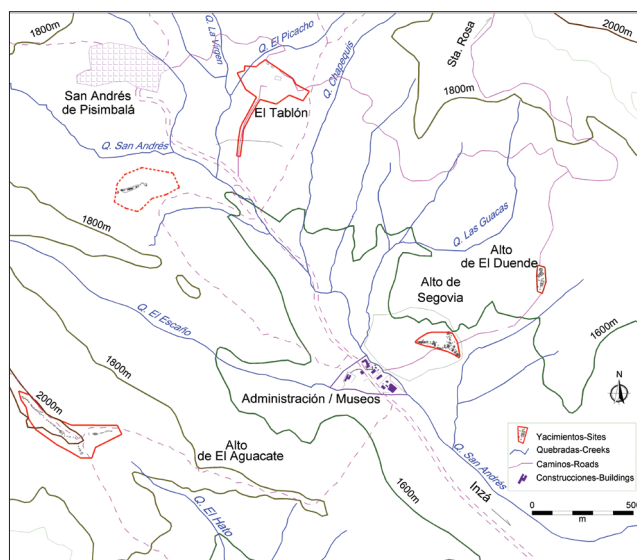 1800m
Q. La Virgen
Q. El Picacho
Q. Chapequis
Sta. Rosa
2000m
San Andrés
de Pisimbalá
El Tablón
1800m
Q. San Andrés
1800m
Q. Las Guacas
Alto
de El Duende
Alto de
Segovia
Q. El Escaño
1600m
1800m
Administración / Museos
N
2000m
Alto
de El Aguacate
Q. San Andrés
Inzá
1600m
Q. El Hato
Yacimientos-Sites
Quebradas-Creeks
Caminos-Roads
Construcciones-Buildings
0
m
500